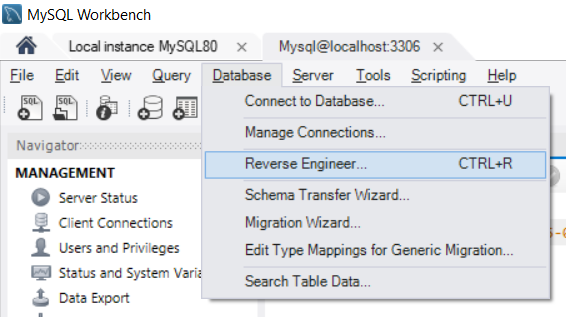 MySQL Workbench
Local instance MySQL80 Mysql@localhost:3306
File Edit View Query Database Server Tools Scripting Help
SQL SQL
Connect to Database... CTRL+U
Manage Connections...
Reverse Engineer... CTRL+R
Schema Transfer Wizard...
Migration Wizard...
Edit Type Mappings for Generic Migration...
Search Table Data...
Navigator
MANAGEMENT
Server Status
Client Connections
Users and Privileges
Status and System Varia
Data Export